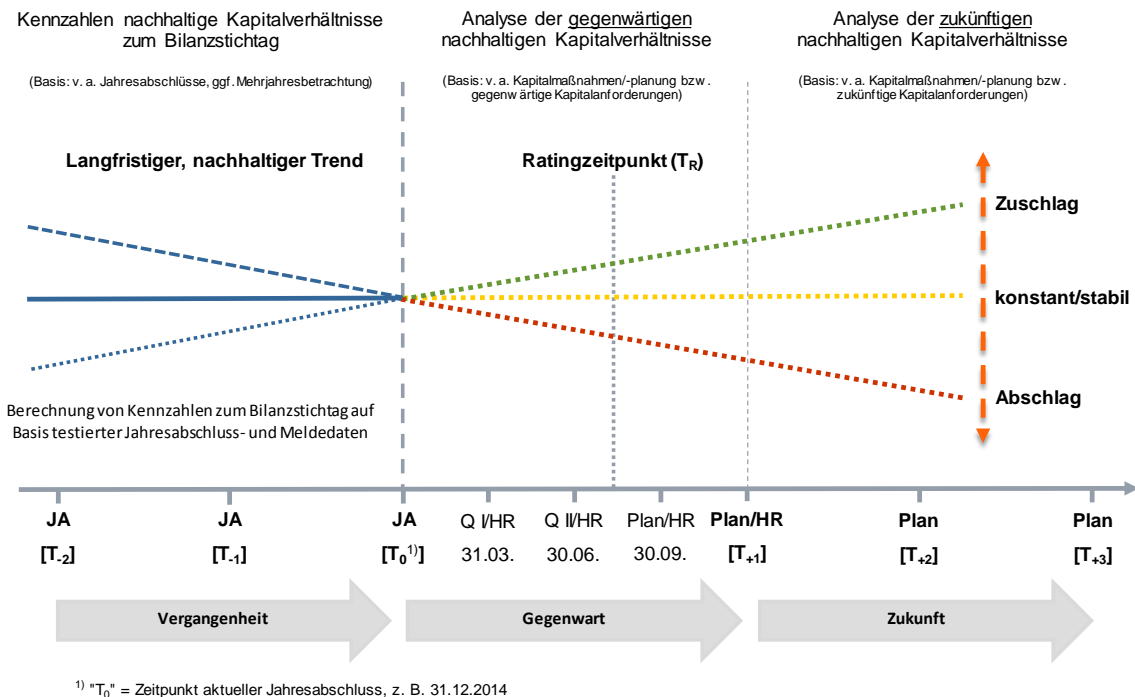 Kennzahlen nachhaltige Kapitalverhältnisse
zum Bilanzstichtag
(Basis: v. a. Jahresabschlüsse, ggf. Mehrjahresbetrachtung)
Analyse der gegenwärtigen
nachhaltigen Kapitalverhältnisse
(Basis: v. a. Kapitalmaßnahmen/-planung bzw.
gegenwärtige Kapitalanforderungen)
Analyse der zukünftigen
nachhaltigen Kapitalverhältnisse
(Basis: v. a. Kapitalmaßnahmen/-planung bzw.
zukünftige Kapitalanforderungen)
Langfristiger, nachhaltiger Trend
Ratingzeitpunkt (T_R)
Zuschlag
konstant/stabil
Abschlag
Berechnung von Kennzahlen zum Bilanzstichtag auf
Basis testierter Jahresabschluss- und Meldedaten
JA JA JA Q I/HR Q II/HR Plan/HR Plan/HR Plan Plan
[T-2] [T-1] [T0 1)] 31.03. 30.06. 30.09. [T+1] [T+2] [T+3]
Vergangenheit Gegenwart Zukunft
1) "T0" = Zeitpunkt aktueller Jahresabschluss, z. B. 31.12.2014